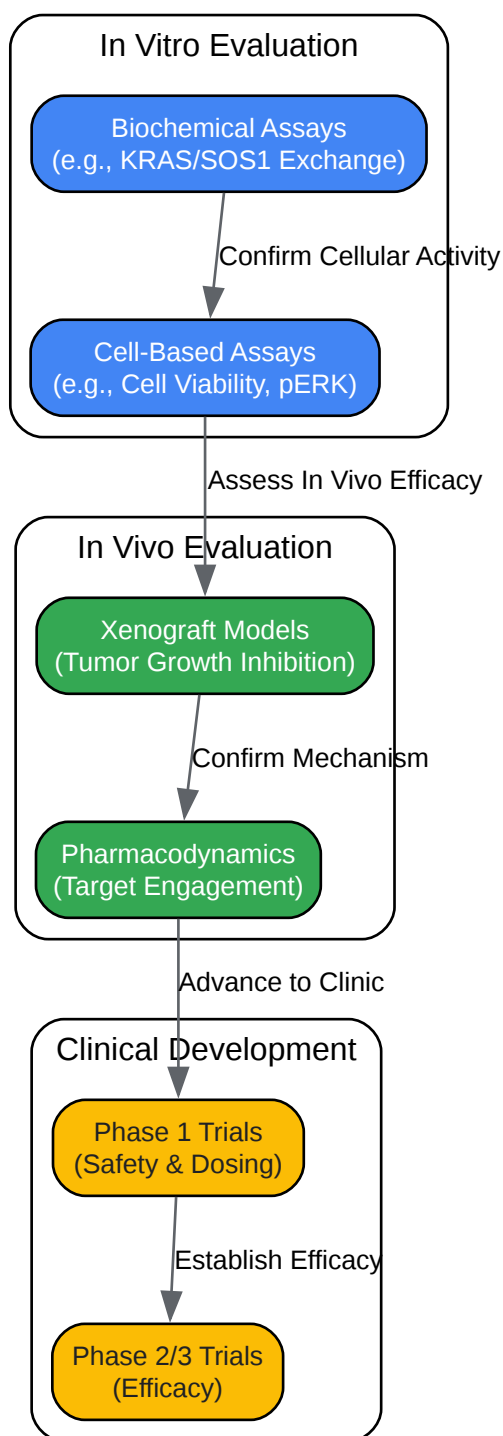 In Vitro Evaluation
Biochemical Assays
(e.g., KRAS/SOS1 Exchange)
Confirm Cellular Activity
Cell-Based Assays
(e.g., Cell Viability, pERK)
Assess In Vivo Efficacy
In Vivo Evaluation
Xenograft Models
(Tumor Growth Inhibition)
Confirm Mechanism
Pharmacodynamics
(Target Engagement)
Advance to Clinic
Clinical Development
Phase 1 Trials
(Safety & Dosing)
Establish Efficacy
Phase 2/3 Trials
(Efficacy)